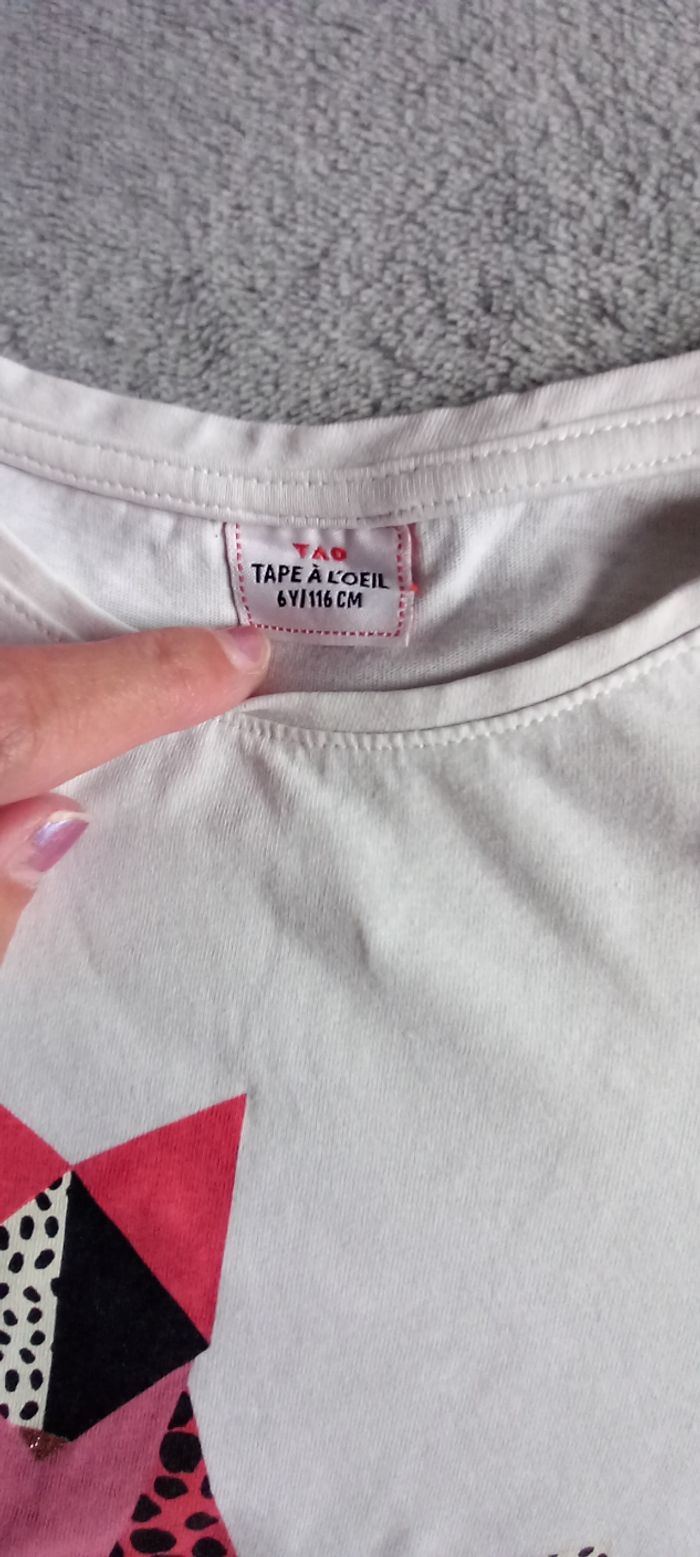 TAO
TAPE À L'OEIL
6Y/116 CM